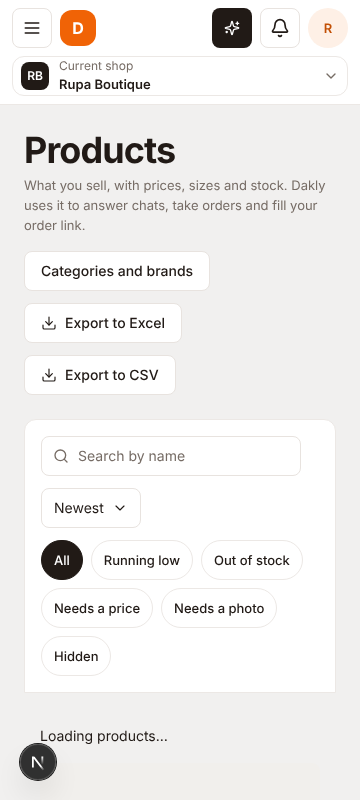 D
R
RB
Current shop
Rupa Boutique
Products
What you sell, with prices, sizes and stock. Dakly
uses it to answer chats, take orders and fill your
order link.
Categories and brands
Export to Excel
Export to CSV
Search by name
Newest
All
Running low
Out of stock
Needs a price
Needs a photo
Hidden
Loading products...
N